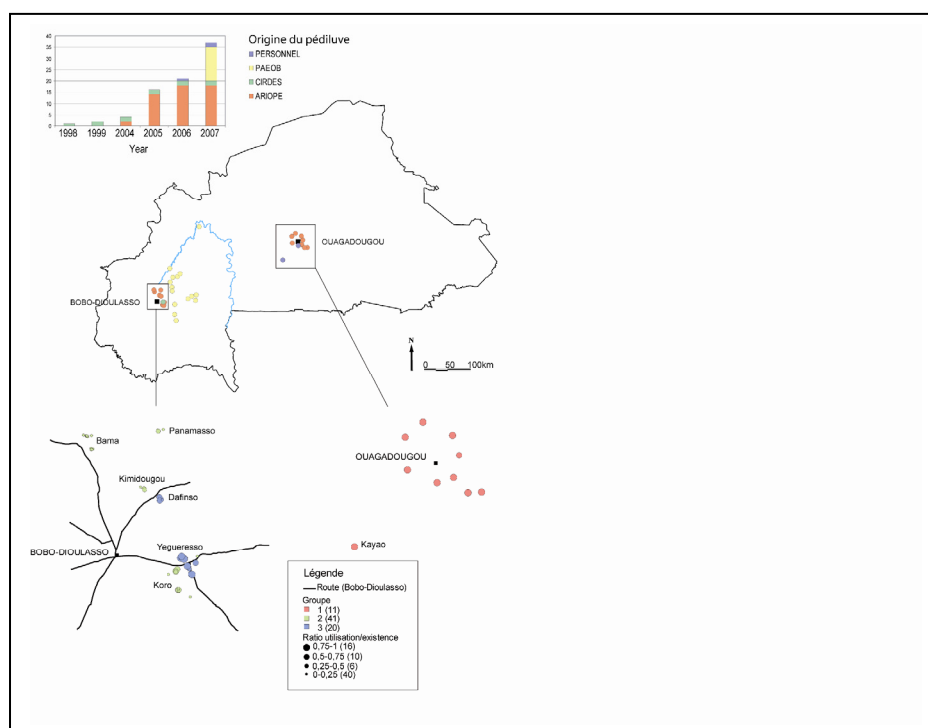 Origine du pédiluve
PERSONNEL
PAEOB
CIRDES
ARIOPE
40
35
30
25
20
15
10
5
0
1998 1999 2004 2005 2006 2007
Year
OUAGADOUGOU
BOBO-DIOULASSO
N
0 50 100km
Panamasso
Bama
OUAGADOUGOU
Kimidougou
Dafinso
Yegueresso
BOBO-DIOULASSO
Kayao
Koro
Légende
Route (Bobo-Dioulasso)
Groupe
1 (11)
2 (41)
3 (20)
Ratio utilisation/existence
0,75-1 (16)
0,5-0,75 (10)
0,25-0,5 (6)
0-0,25 (40)